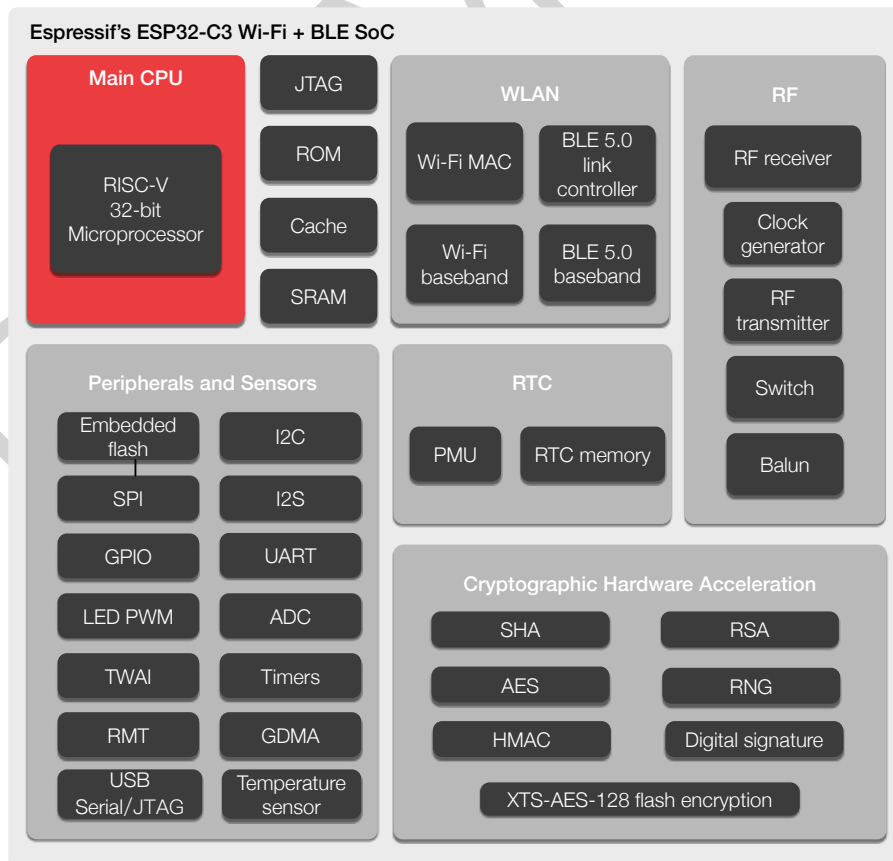 Espressif's ESP32-C3 Wi-Fi + BLE SoC
Main CPU
RISC-V
32-bit
Microprocessor
JTAG
ROM
Cache
SRAM
WLAN
Wi-Fi MAC
BLE 5.0
link
controller
Wi-Fi
baseband
BLE 5.0
baseband
RF
RF receiver
Clock
generator
RF
transmitter
Switch
Balun
Peripherals and Sensors
Embedded
flash
I2C
SPI
I2S
GPIO
UART
LED PWM
ADC
TWAI
Timers
RMT
GDMA
USB
Serial/JTAG
Temperature
sensor
RTC
PMU
RTC memory
Cryptographic Hardware Acceleration
SHA
RSA
AES
RNG
HMAC
Digital signature
XTS-AES-128 flash encryption